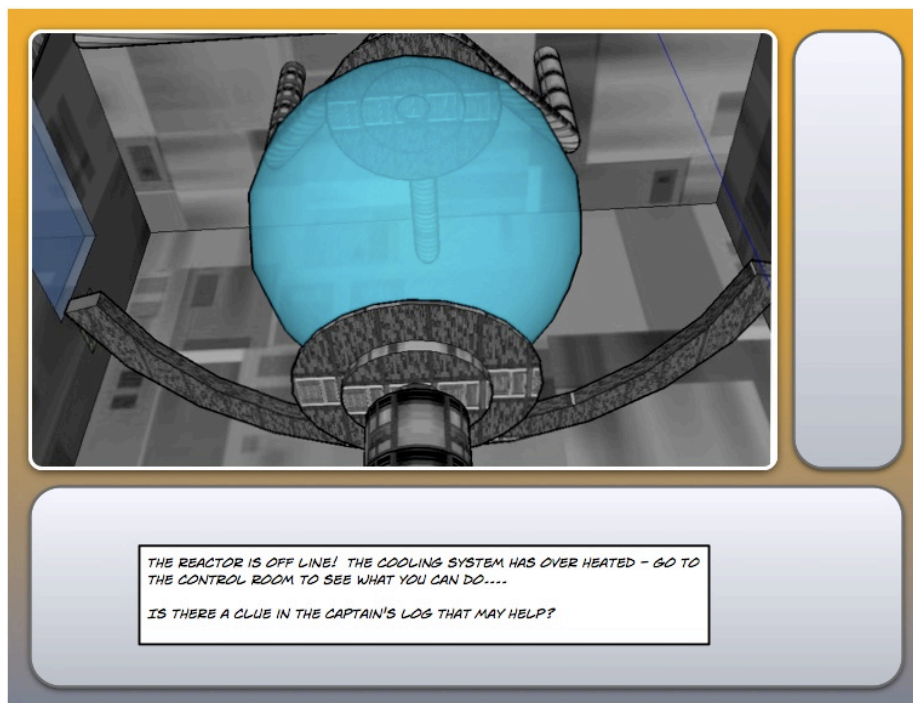 THE REACTOR IS OFF LINE! THE COOLING SYSTEM HAS OVER HEATED - GO TO
THE CONTROL ROOM TO SEE WHAT YOU CAN DO....
IS THERE A CLUE IN THE CAPTAIN'S LOG THAT MAY HELP?